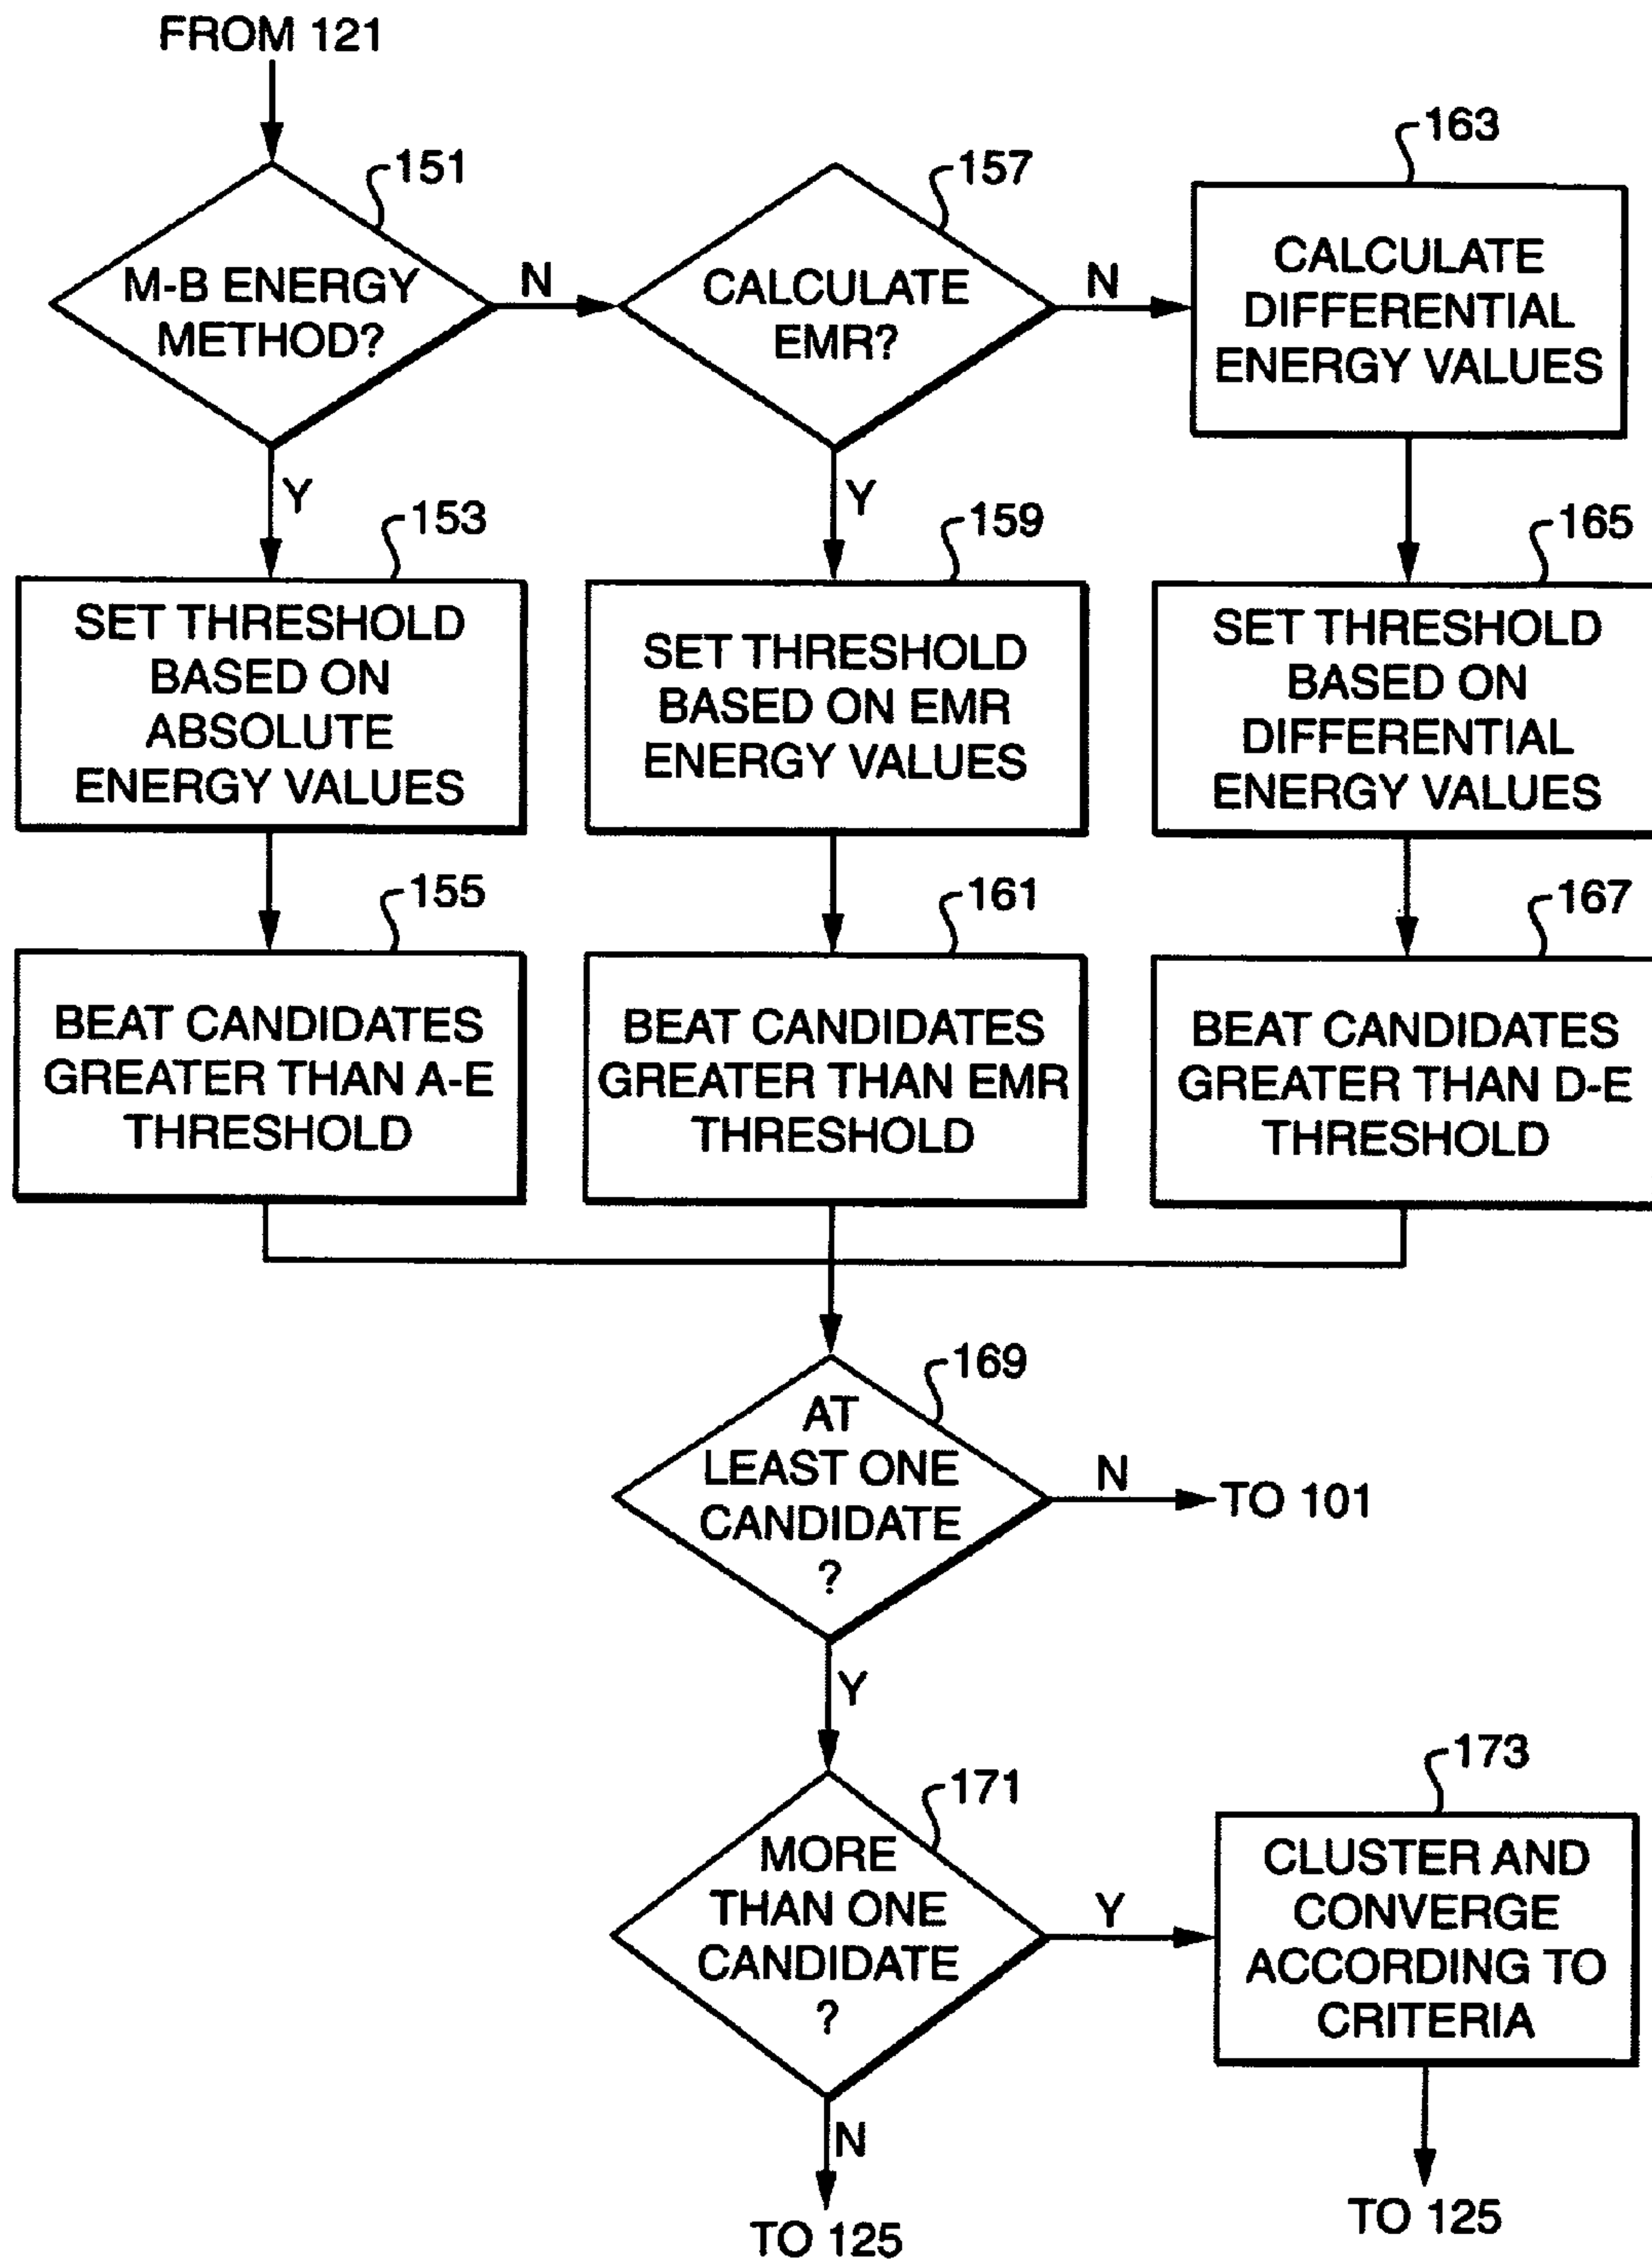 FROM 121
151
M-B ENERGY
METHOD?
N
Y
157
CALCULATE
EMR?
N
Y
163
CALCULATE
DIFFERENTIAL
ENERGY VALUES
153
SET THRESHOLD
BASED ON
ABSOLUTE
ENERGY VALUES
159
SET THRESHOLD
BASED ON EMR
ENERGY VALUES
165
SET THRESHOLD
BASED ON
DIFFERENTIAL
ENERGY VALUES
155
BEAT CANDIDATES
GREATER THAN A-E
THRESHOLD
161
BEAT CANDIDATES
GREATER THAN EMR
THRESHOLD
167
BEAT CANDIDATES
GREATER THAN D-E
THRESHOLD
169
AT
LEAST ONE
CANDIDATE
?
N
TO 101
Y
171
MORE
THAN ONE
CANDIDATE
?
Y
173
CLUSTER AND
CONVERGE
ACCORDING TO
CRITERIA
N
TO 125
TO 125